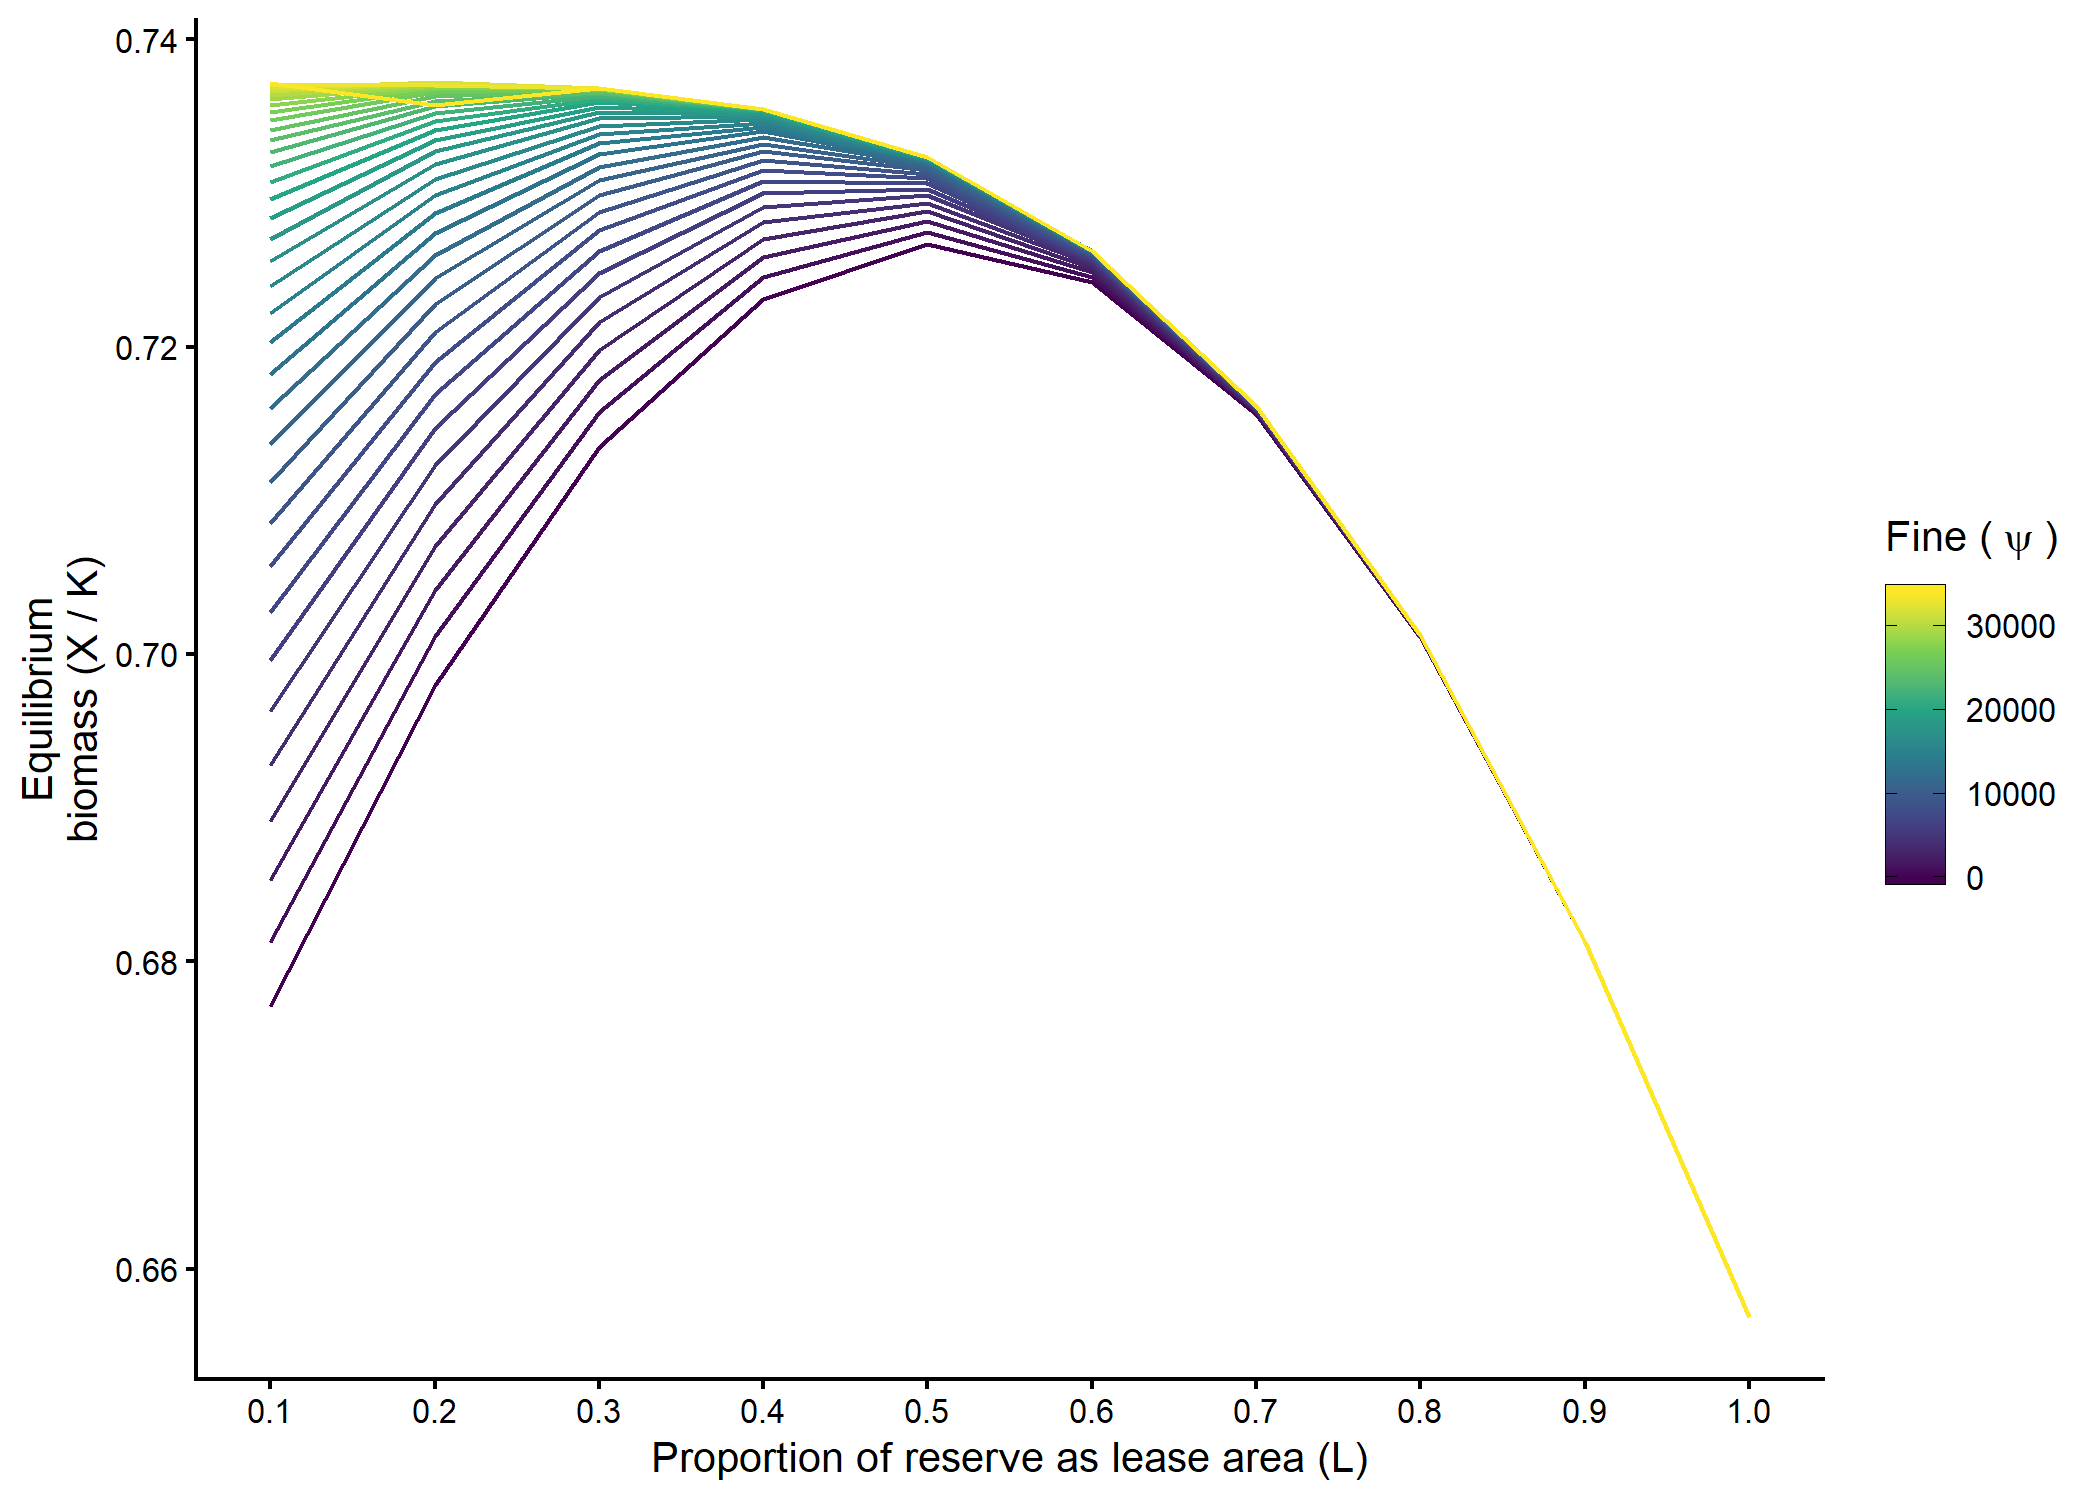 0.74
0.72
0.70
0.68
0.66
Equilibrium
biomass (X / K)
0.1 0.2 0.3 0.4 0.5 0.6 0.7 0.8 0.9 1.0
Proportion of reserve as lease area (L)
Fine ( ψ )
30000
20000
10000
0